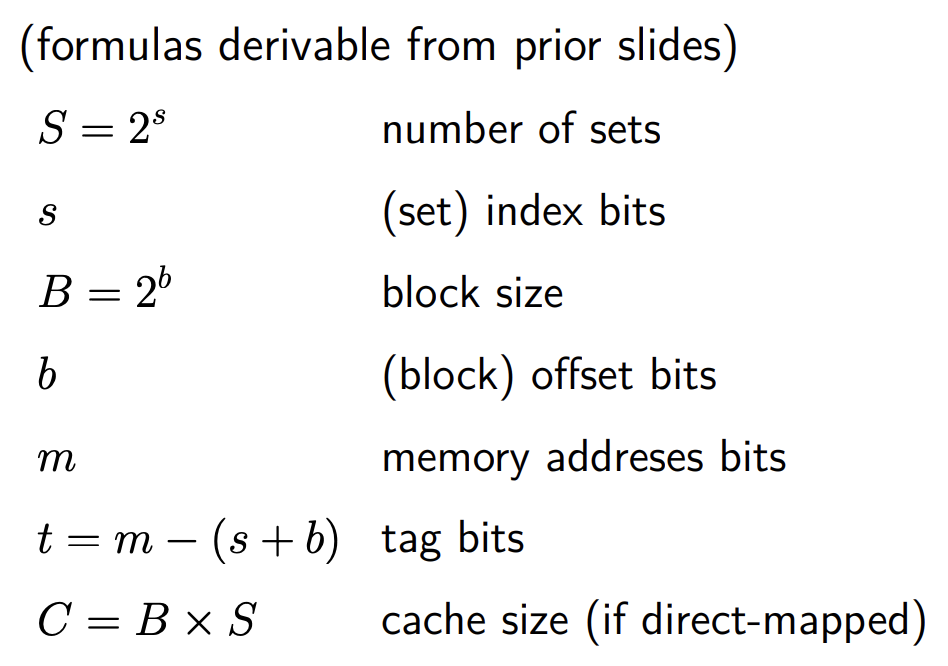 (formulas derivable from prior slides)
S = 2^s number of sets
s (set) index bits
B = 2^b block size
b (block) offset bits
m memory addreses bits
t = m − (s + b) tag bits
C = B × S cache size (if direct-mapped)